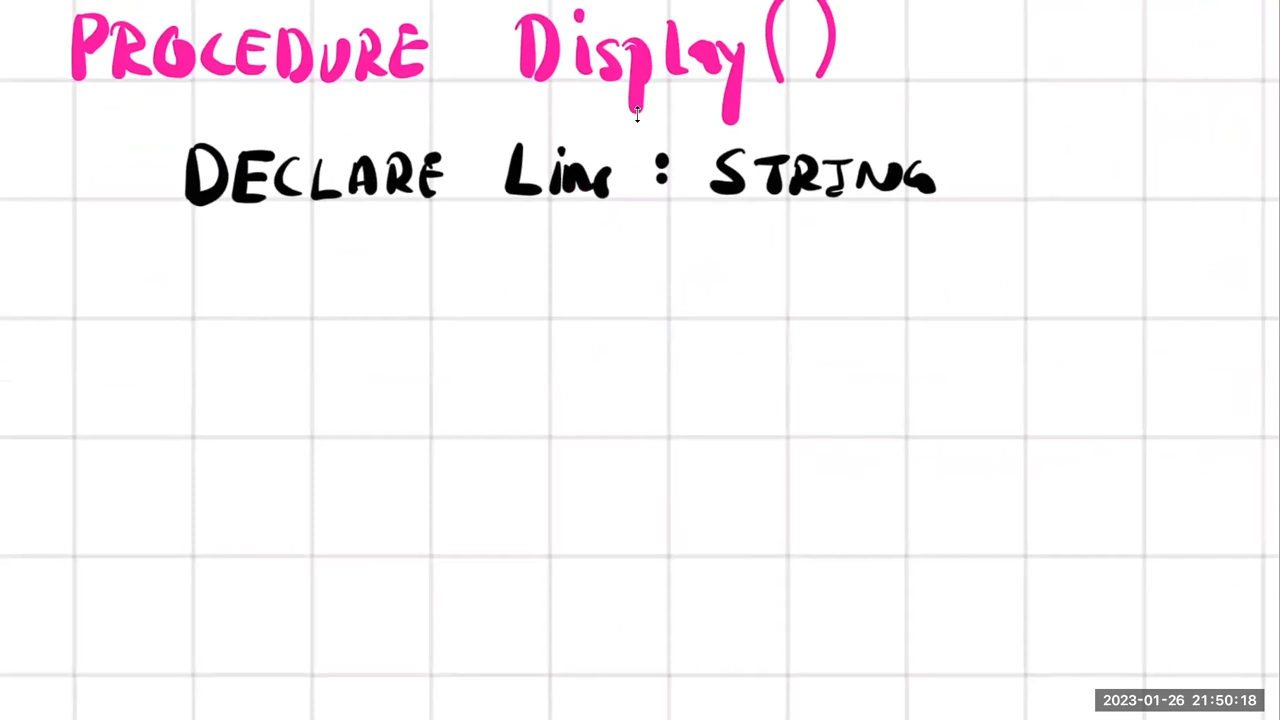 PROCEDURE Display()
DECLARE Line : STRING
2023-01-26 21:50:18